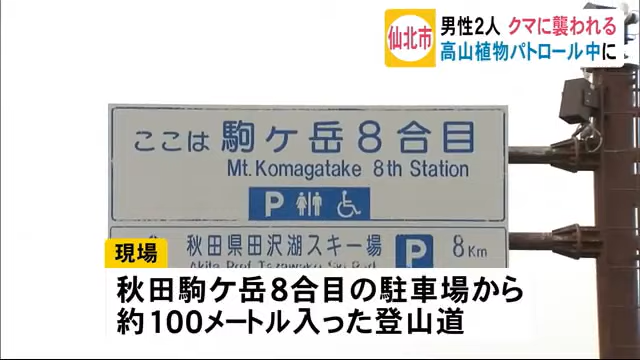 仙北市
男性2人 クマに襲われる
高山植物パトロール中に
ここは 駒ケ岳8合目
Mt. Komagatake 8th Station
P
秋田県田沢湖スキー場 P 8Km
現場
秋田駒ケ岳8合目の駐車場から
約100メートル入った登山道